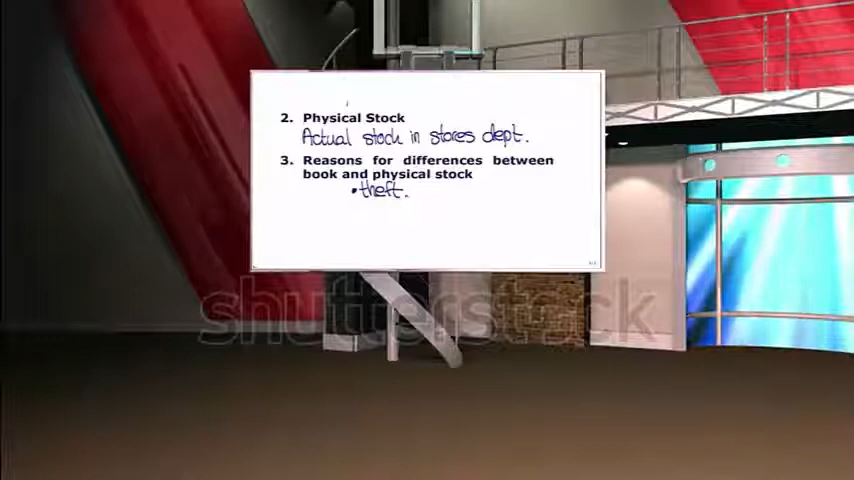 2. Physical Stock
Actual stock in stores dept.
3. Reasons for differences between
book and physical stock
• theft.
shutterstock